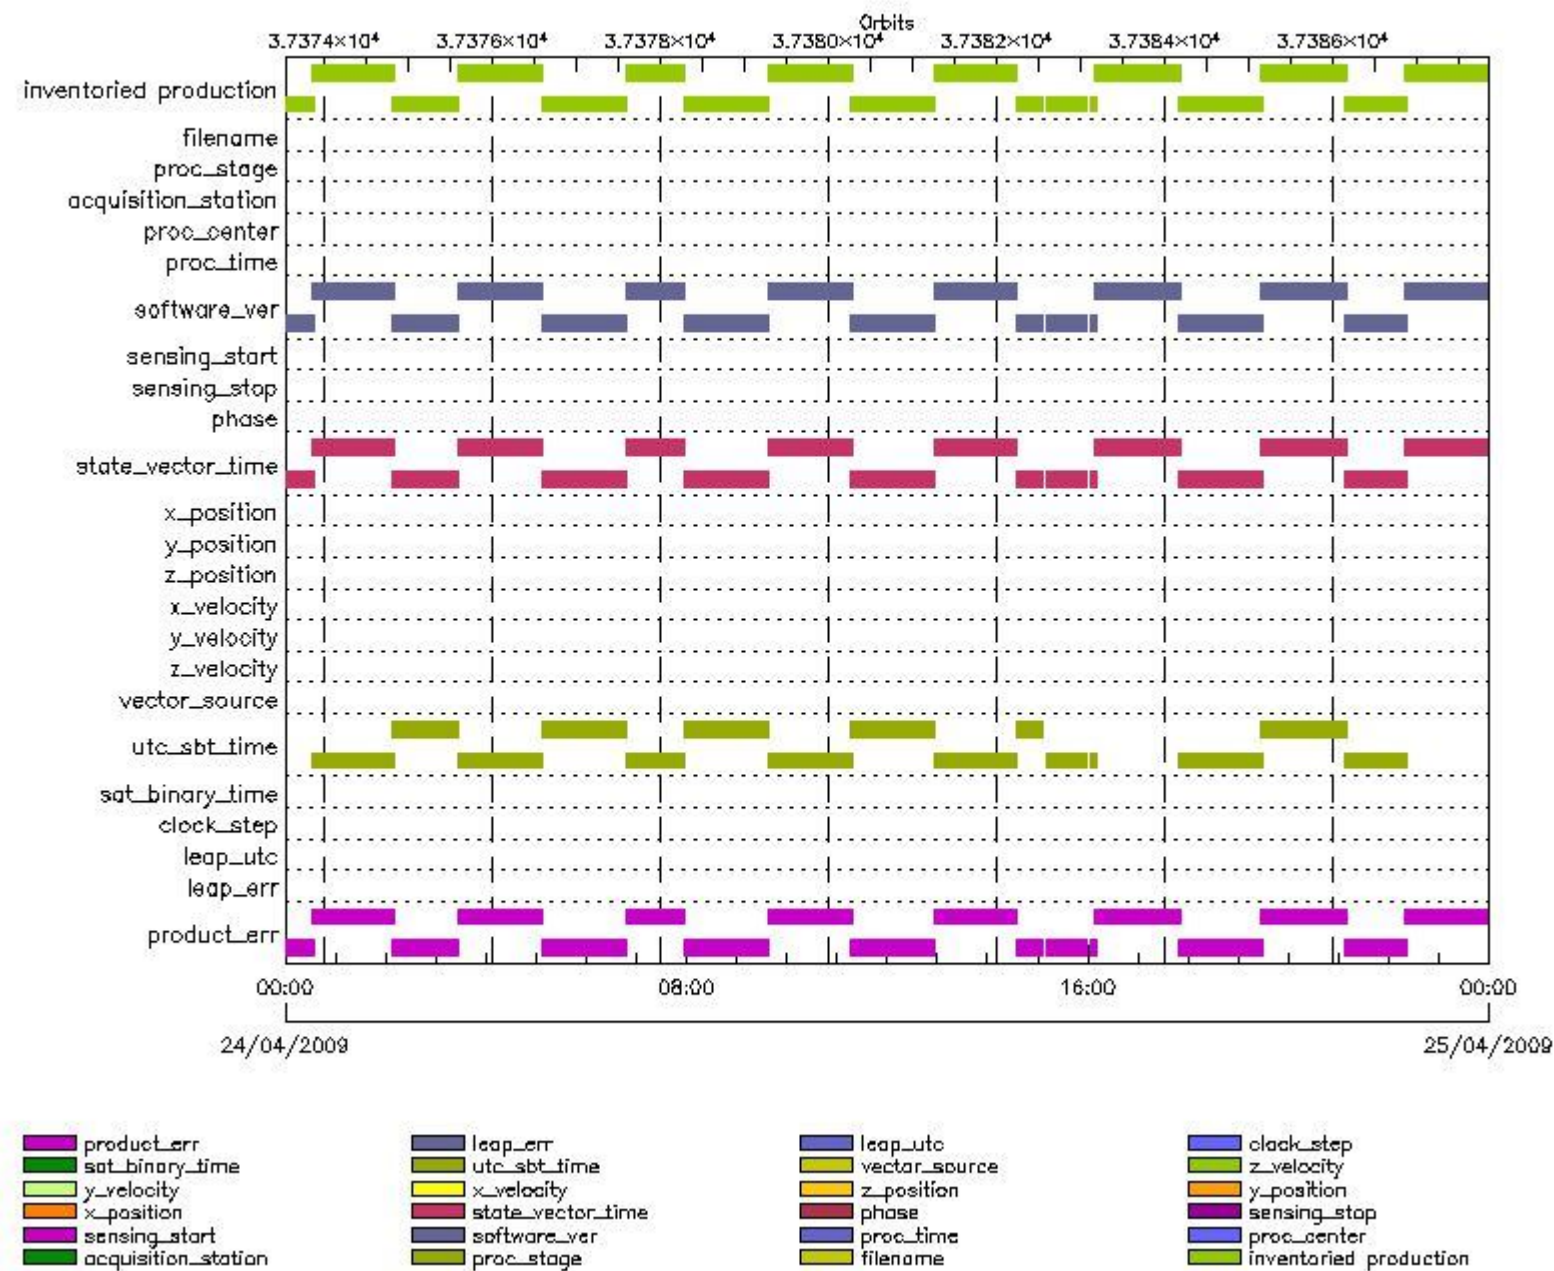 Orbits
3.7374×10⁴ 3.7376×10⁴ 3.7378×10⁴ 3.7380×10⁴ 3.7382×10⁴ 3.7384×10⁴ 3.7386×10⁴
inventoried production
filename
proc_stage
acquisition_station
proc_center
proc_time
software_ver
sensing_start
sensing_stop
phase
state_vector_time
x_position
y_position
z_position
x_velocity
y_velocity
z_velocity
vector_source
utc_sbt_time
sat_binary_time
clock_step
leap_utc
leap_err
product_err
00:00 08:00 16:00 00:00
24/04/2009 25/04/2009
product_err leap_err leap_utc clock_step
sat_binary_time utc_sbt_time vector_source z_velocity
y_velocity x_velocity z_position y_position
x_position state_vector_time phase sensing_stop
sensing_start software_ver proc_time proc_center
acquisition_station proc_stage filename inventoried production